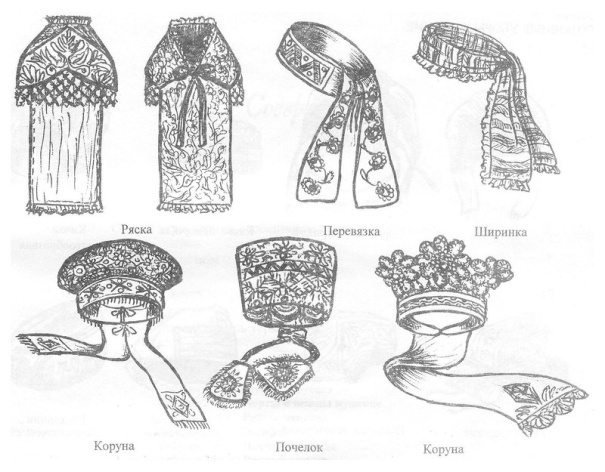 Ряска
Перевязка
Ширинка
Коруна
Почелок
Коруна